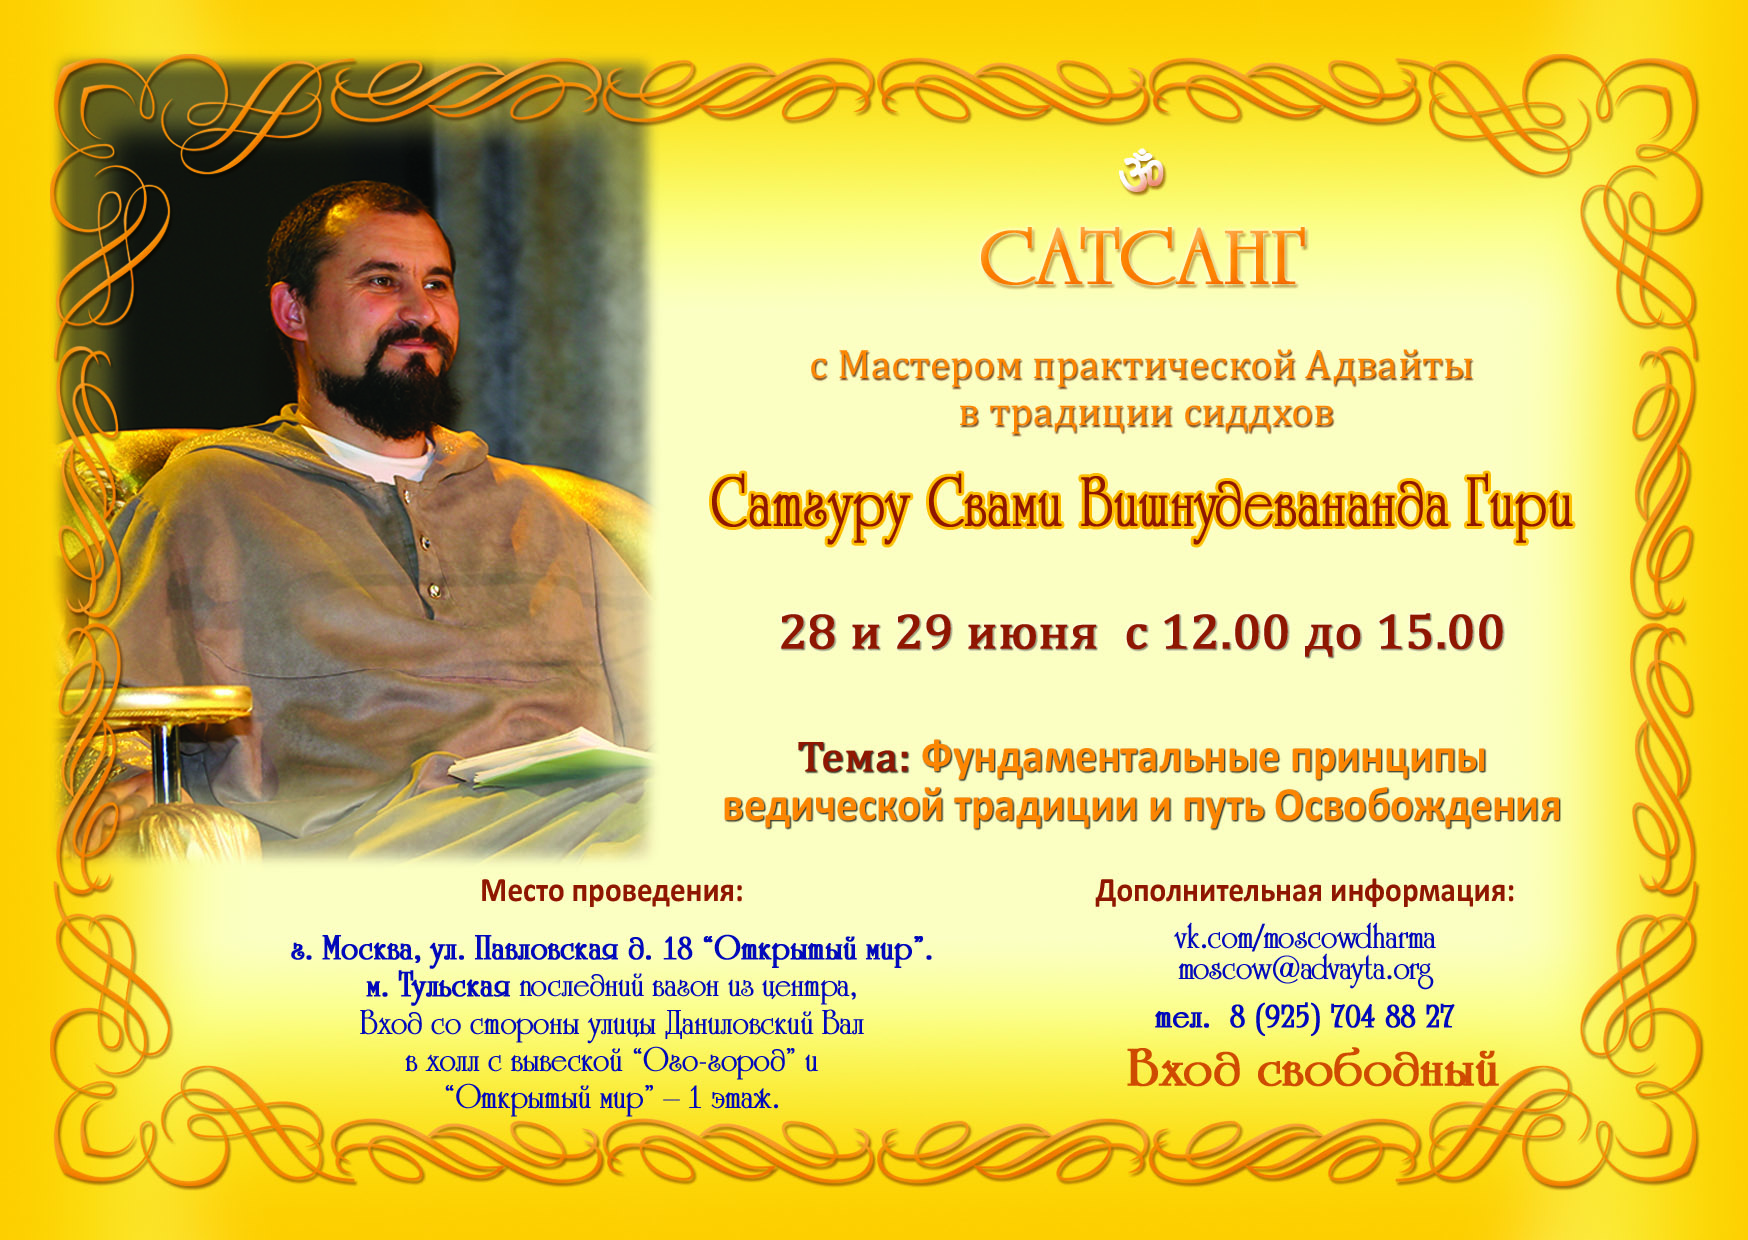 ॐ
САТСАНГ
с Мастером практической Адвайты
в традиции сиддхов
Сатгуру Свами Вишнудевананда Гири
28 и 29 июня с 12.00 до 15.00
Тема: Фундаментальные принципы
ведической традиции и путь Освобождения
Место проведения:
г. Москва, ул. Павловская д. 18 “Открытый мир”.
м. Тульская последний вагон из центра,
Вход со стороны улицы Даниловский Вал
в холл с вывеской “Ого-город” и
“Открытый мир” – 1 этаж.
Дополнительная информация:
vk.com/moscowdharma
moscow@advayta.org
тел. 8 (925) 704 88 27
Вход свободный